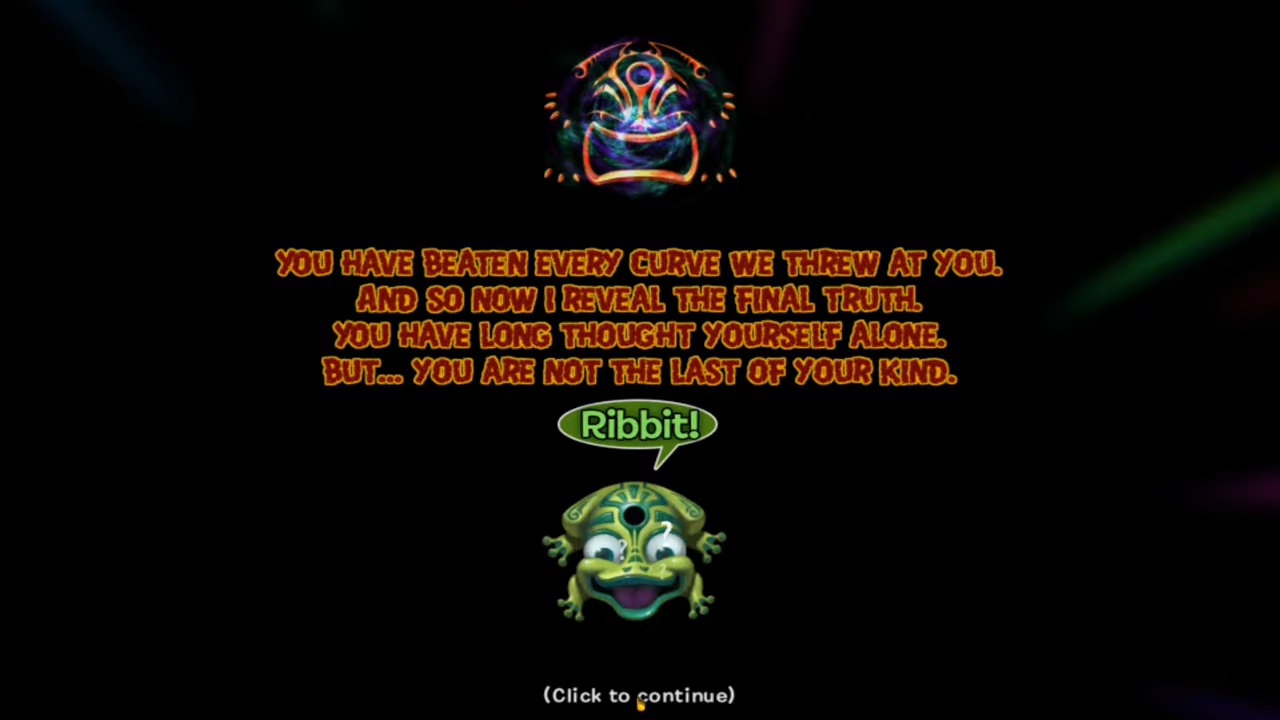 YOU HAVE BEATEN EVERY CURVE WE THREW AT YOU.
AND SO NOW I REVEAL THE FINAL TRUTH.
YOU HAVE LONG THOUGHT YOURSELF ALONE.
BUT... YOU ARE NOT THE LAST OF YOUR KIND.
Ribbit!
? ? ?
(Click to continue)